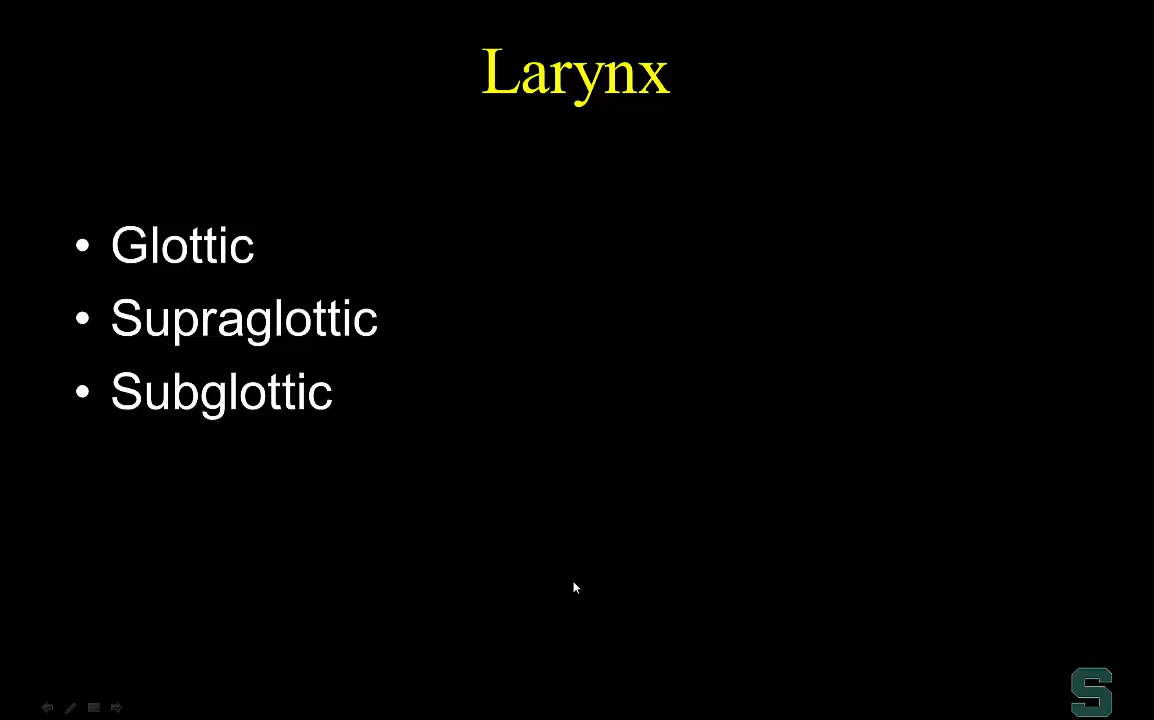 Larynx
• Glottic
• Supraglottic
• Subglottic
S